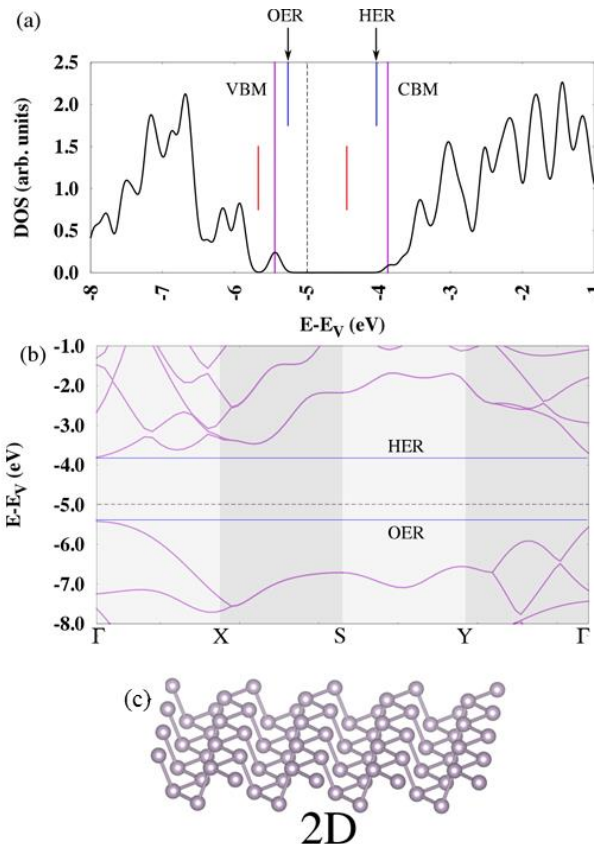 (a)
OER
HER
VBM
CBM
DOS (arb. units)
2.5
2.0
1.5
1.0
0.5
0.0
-8
-7
-6
-5
-4
-3
-2
-1
E-E_V (eV)
(b)
E-E_V (eV)
-1.0
-2.0
-3.0
-4.0
-5.0
-6.0
-7.0
-8.0
HER
OER
Γ
X
S
Y
Γ
(c)
2D